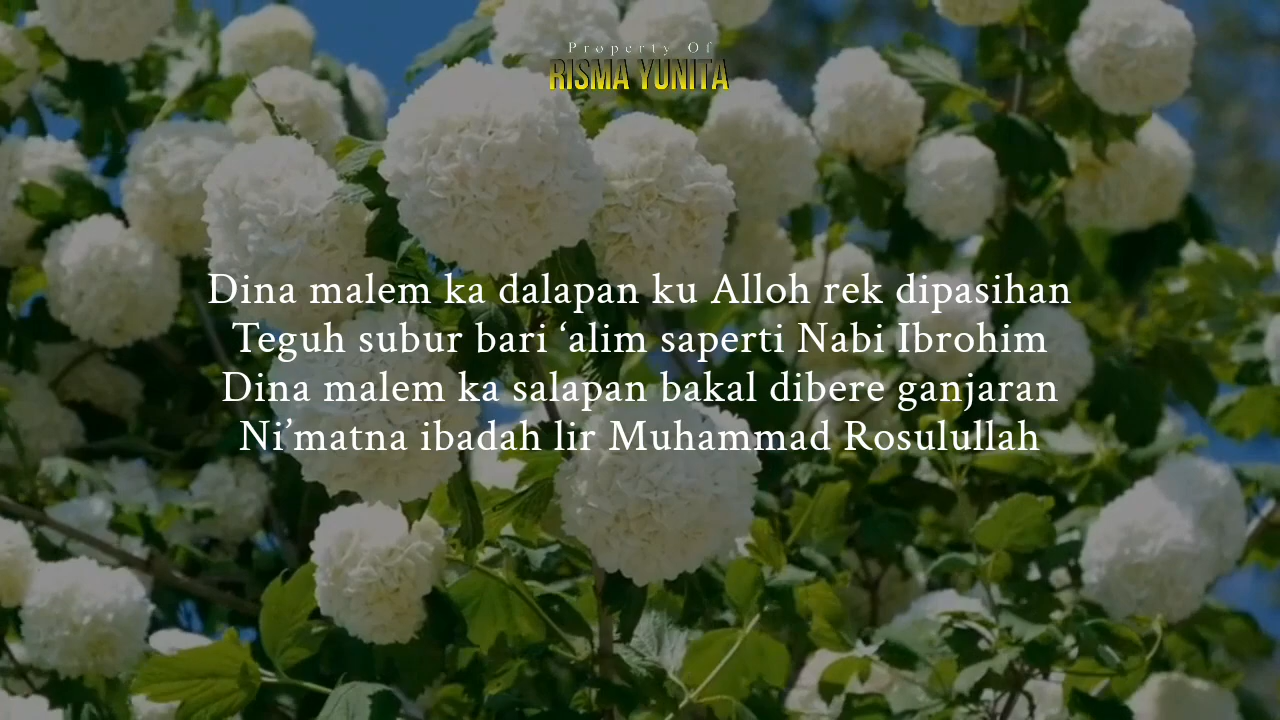 Property Of
RISMA YUNITA
Dina malem ka dalapan ku Alloh rek dipasihan
Teguh subur bari ‘alim saperti Nabi Ibrohim
Dina malem ka salapan bakal dibere ganjaran
Ni’matna ibadah lir Muhammad Rosulullah